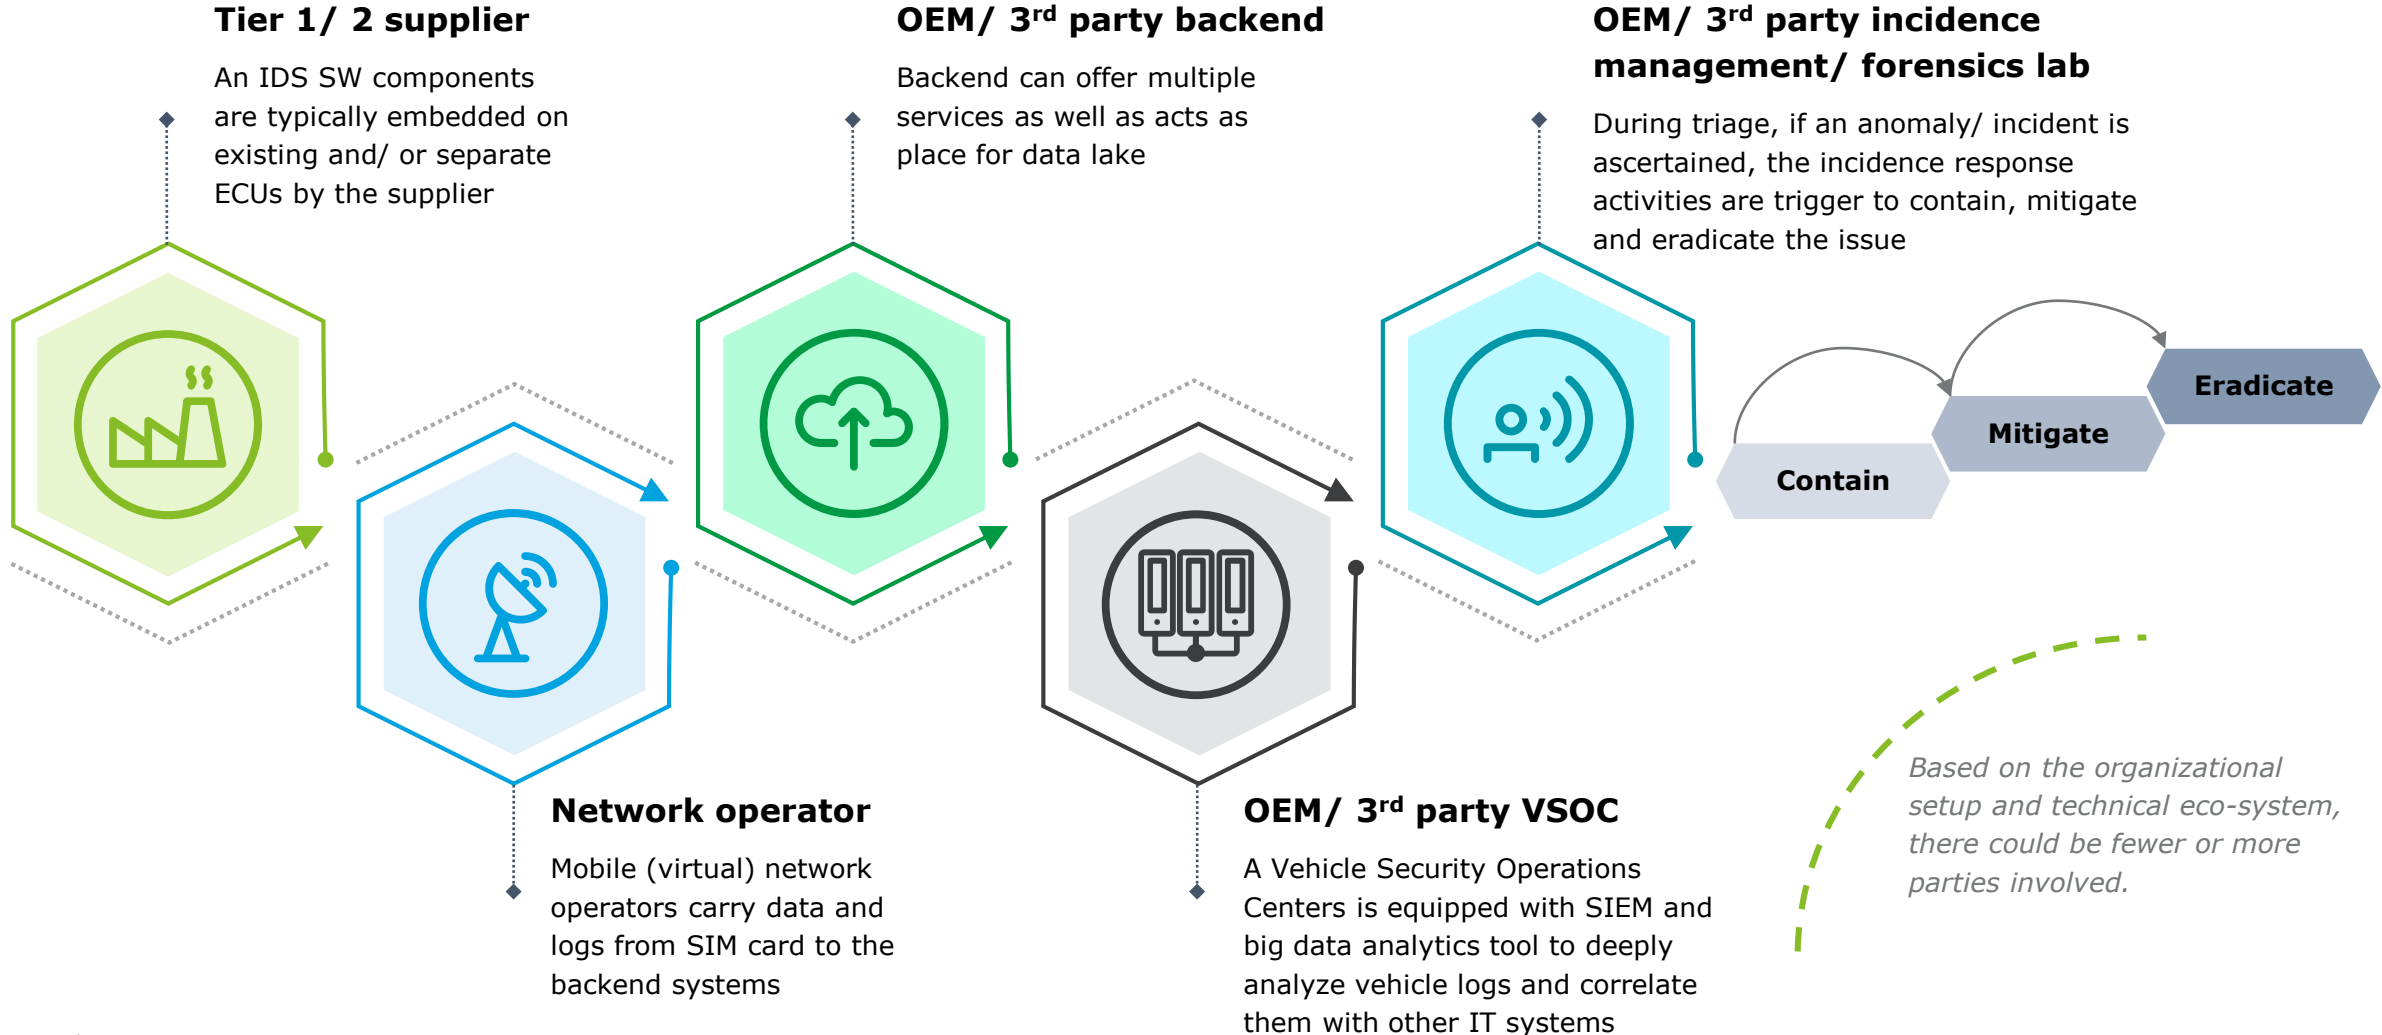 Tier 1/ 2 supplier
An IDS SW components
are typically embedded on
existing and/ or separate
ECUs by the supplier
Network operator
Mobile (virtual) network
operators carry data and
logs from SIM card to the
backend systems
OEM/ 3rd party backend
Backend can offer multiple
services as well as acts as
place for data lake
OEM/ 3rd party VSOC
A Vehicle Security Operations
Centers is equipped with SIEM and
big data analytics tool to deeply
analyze vehicle logs and correlate
them with other IT systems
OEM/ 3rd party incidence
management/ forensics lab
During triage, if an anomaly/ incident is
ascertained, the incidence response
activities are trigger to contain, mitigate
and eradicate the issue
Contain
Mitigate
Eradicate
Based on the organizational
setup and technical eco-system,
there could be fewer or more
parties involved.